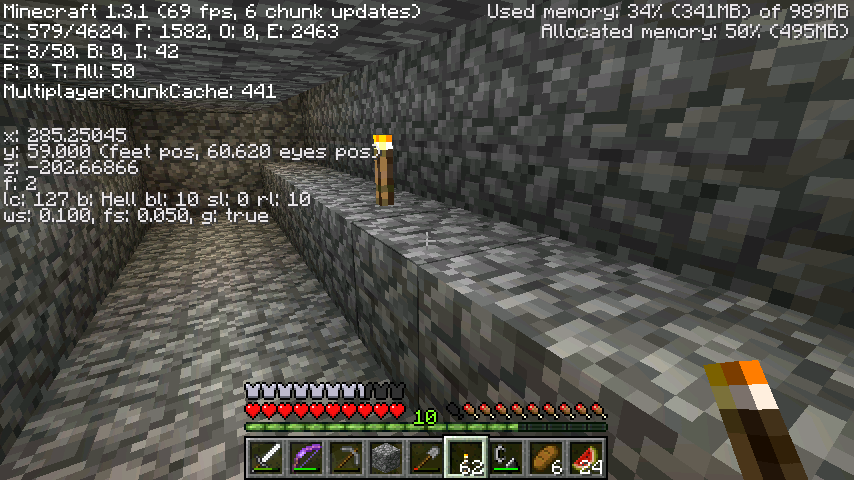 Minecraft 1.3.1 (69 fps, 6 chunk updates)
C: 579/4624. F: 1582, O: 0, E: 2463
E: 8/50. B: 0, I: 42
P: 0. T: All: 50
MultiplayerChunkCache: 441
Used memory: 34% (341MB) of 989MB
Allocated memory: 50% (495MB)
x: 285.25045
y: 59.000 (feet pos, 60.620 eyes pos)
z: -202.66866
f: 2
lc: 127 b: Hell bl: 10 sl: 0 rl: 10
ws: 0.100, fs: 0.050, g: true
10
62 6 24